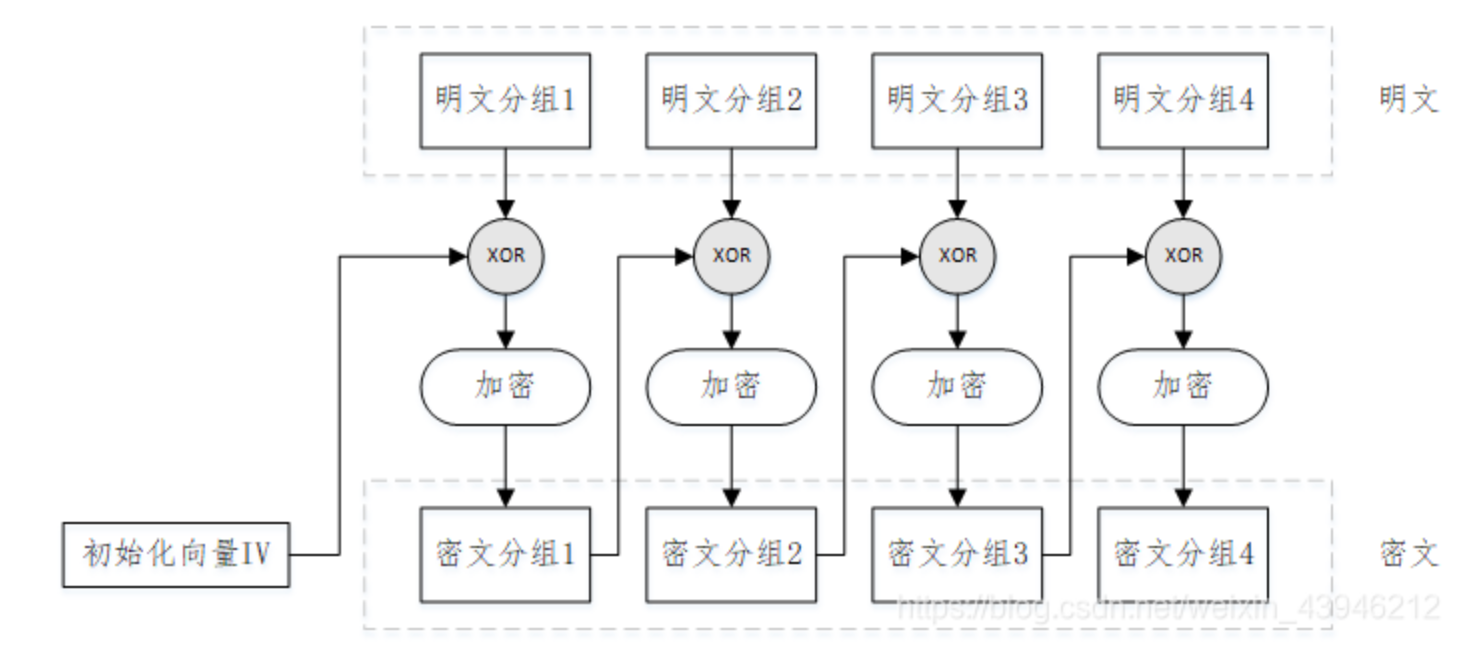 明文分组1 明文分组2 明文分组3 明文分组4 明文
XOR XOR XOR XOR
加密 加密 加密 加密
初始化向量IV 密文分组1 密文分组2 密文分组3 密文分组4 密文
https://blog.csdn.net/weixin_43946212